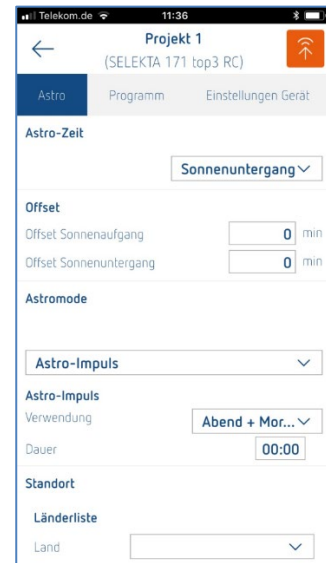 Telekom.de 11:36
Projekt 1
(SELEKTA 171 top3 RC)
Astro Programm Einstellungen Gerät
Astro-Zeit
Sonnenuntergang
Offset
Offset Sonnenaufgang 0 min
Offset Sonnenuntergang 0 min
Astromode
Astro-Impuls
Astro-Impuls
Verwendung Abend + Mor...
Dauer 00:00
Standort
Länderliste
Land